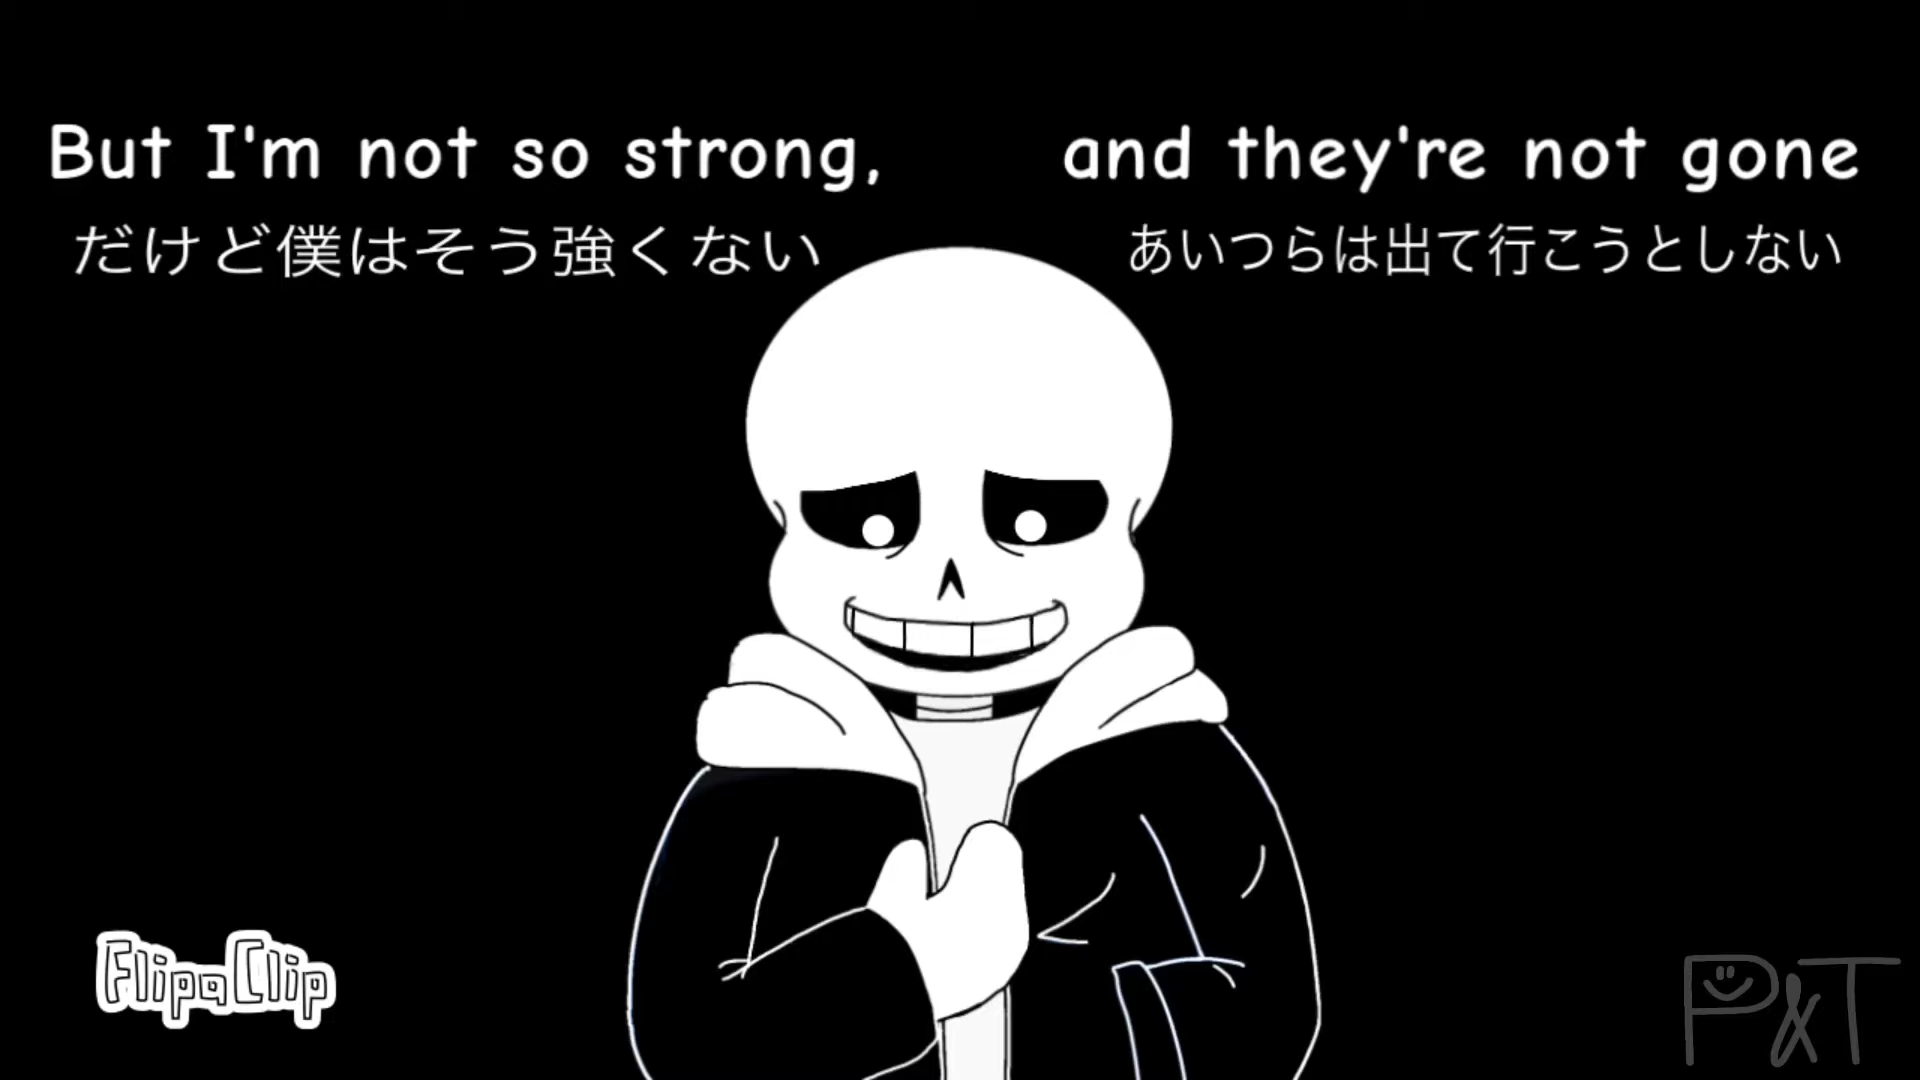 But I'm not so strong,
だけど僕はそう強くない
and they're not gone
あいつらは出て行こうとしない
FlipaClip
P&T